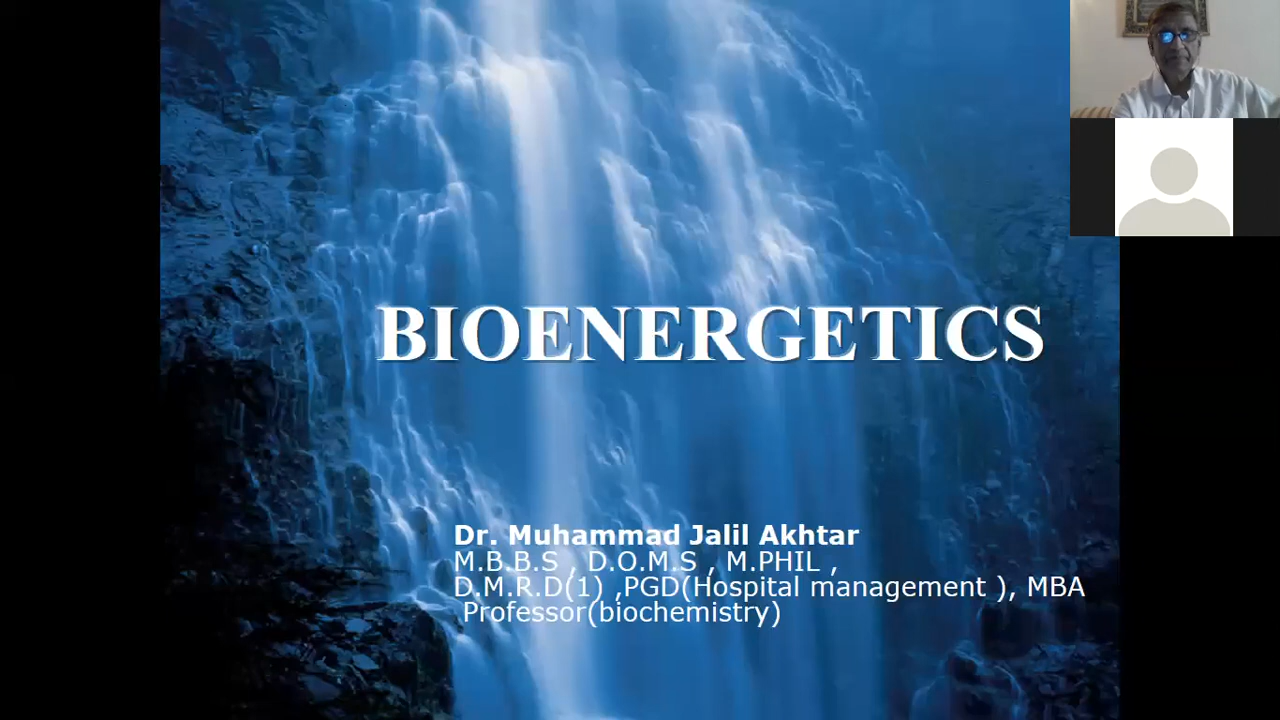 BIOENERGETICS
Dr. Muhammad Jalil Akhtar
M.B.B.S , D.O.M.S , M.PHIL ,
D.M.R.D(1) ,PGD(Hospital management ), MBA
Professor(biochemistry)